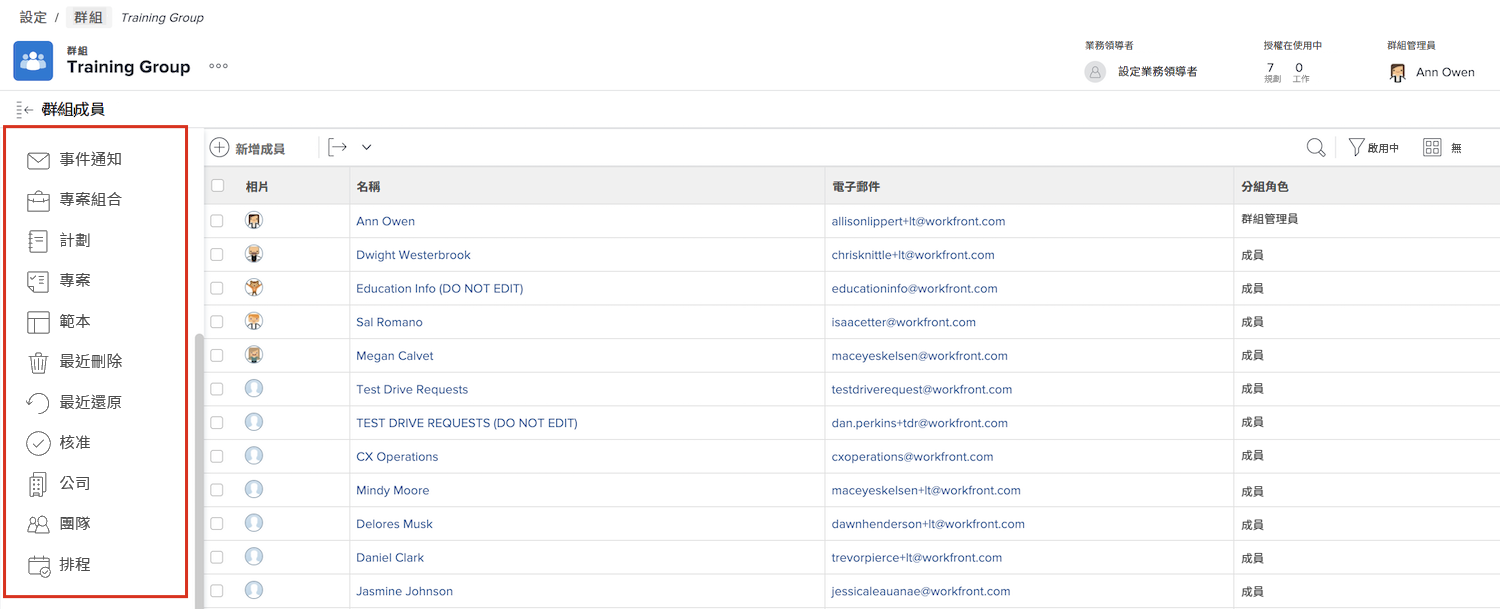 設定 / 群組 Training Group
群組
Training Group
業務領導者
設定業務領導者
授權在使用中
7 0
規劃 工作
群組管理員
Ann Owen
群組成員
事件通知
專案組合
計劃
專案
範本
最近刪除
最近還原
核准
公司
團隊
排程
新增成員
啟用中
無
相片 名稱 電子郵件 分組角色
Ann Owen allisonlippert+lt@workfront.com 群組管理員
Dwight Westerbrook chrisknittle+lt@workfront.com 成員
Education Info (DO NOT EDIT) educationinfo@workfront.com 成員
Sal Romano isaacetter@workfront.com 成員
Megan Calvet maceyeskelsen@workfront.com 成員
Test Drive Requests testdriverequest@workfront.com 成員
TEST DRIVE REQUESTS (DO NOT EDIT) dan.perkins+tdr@workfront.com 成員
CX Operations cxoperations@workfront.com 成員
Mindy Moore maceyeskelsen+lt@workfront.com 成員
Delores Musk dawnhenderson+lt@workfront.com 成員
Daniel Clark trevorpierce+lt@workfront.com 成員
Jasmine Johnson jessicaleauanae@workfront.com 成員